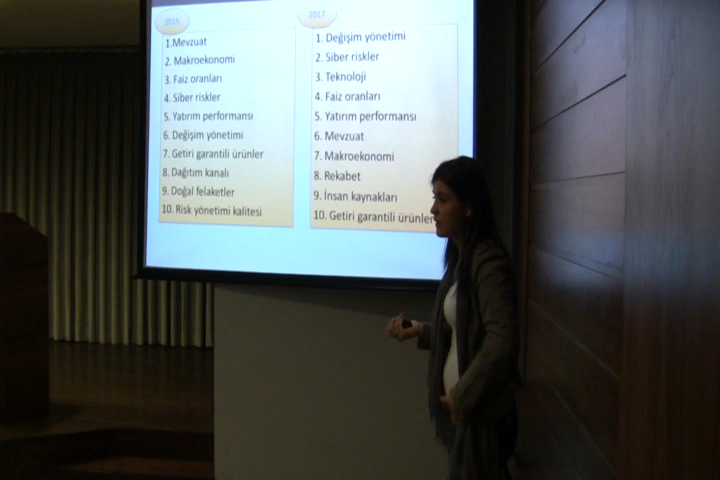 2015
1.Mevzuat
2. Makroekonomi
3. Faiz oranları
4. Siber riskler
5. Yatırım performansı
6. Değişim yönetimi
7. Getiri garantili ürünler
8. Dağıtım kanalı
9. Doğal felaketler
10. Risk yönetimi kalitesi
2017
1. Değişim yönetimi
2. Siber riskler
3. Teknoloji
4. Faiz oranları
5. Yatırım performansı
6. Mevzuat
7. Makroekonomi
8. Rekabet
9. İnsan kaynakları
10. Getiri garantili ürünler